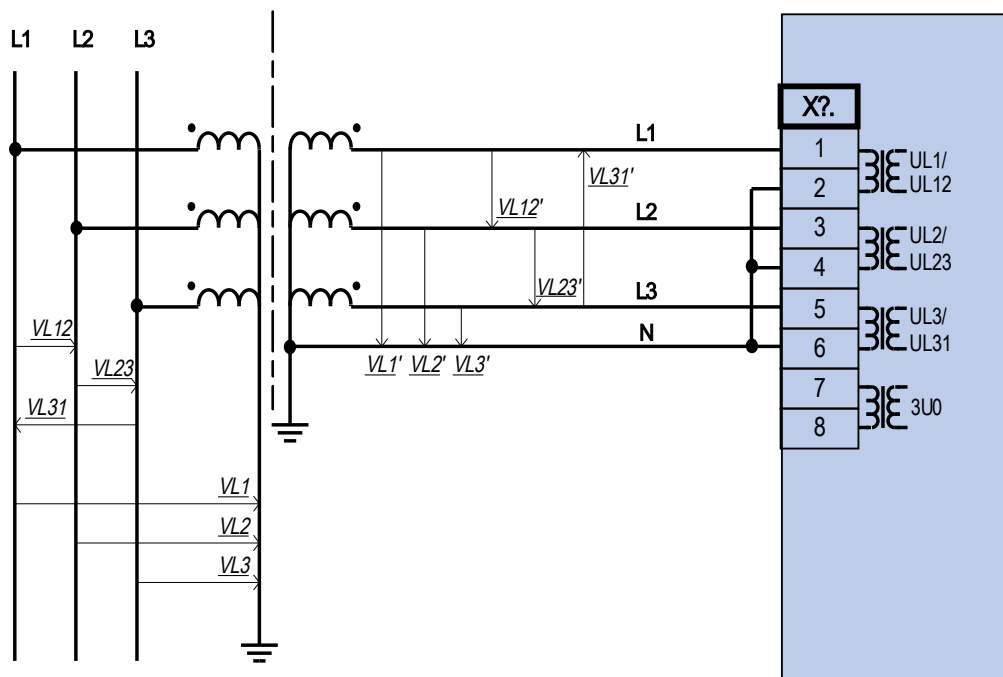 L1 L2 L3
X?.
L1
1
UL1/
VL31'
2
UL12
VL12'
L2
3
UL2/
4
UL23
VL23'
L3
5
UL3/
VL12
N
6
UL31
VL23
VL1' VL2' VL3'
7
VL31
3U0
8
VL1
VL2
VL3